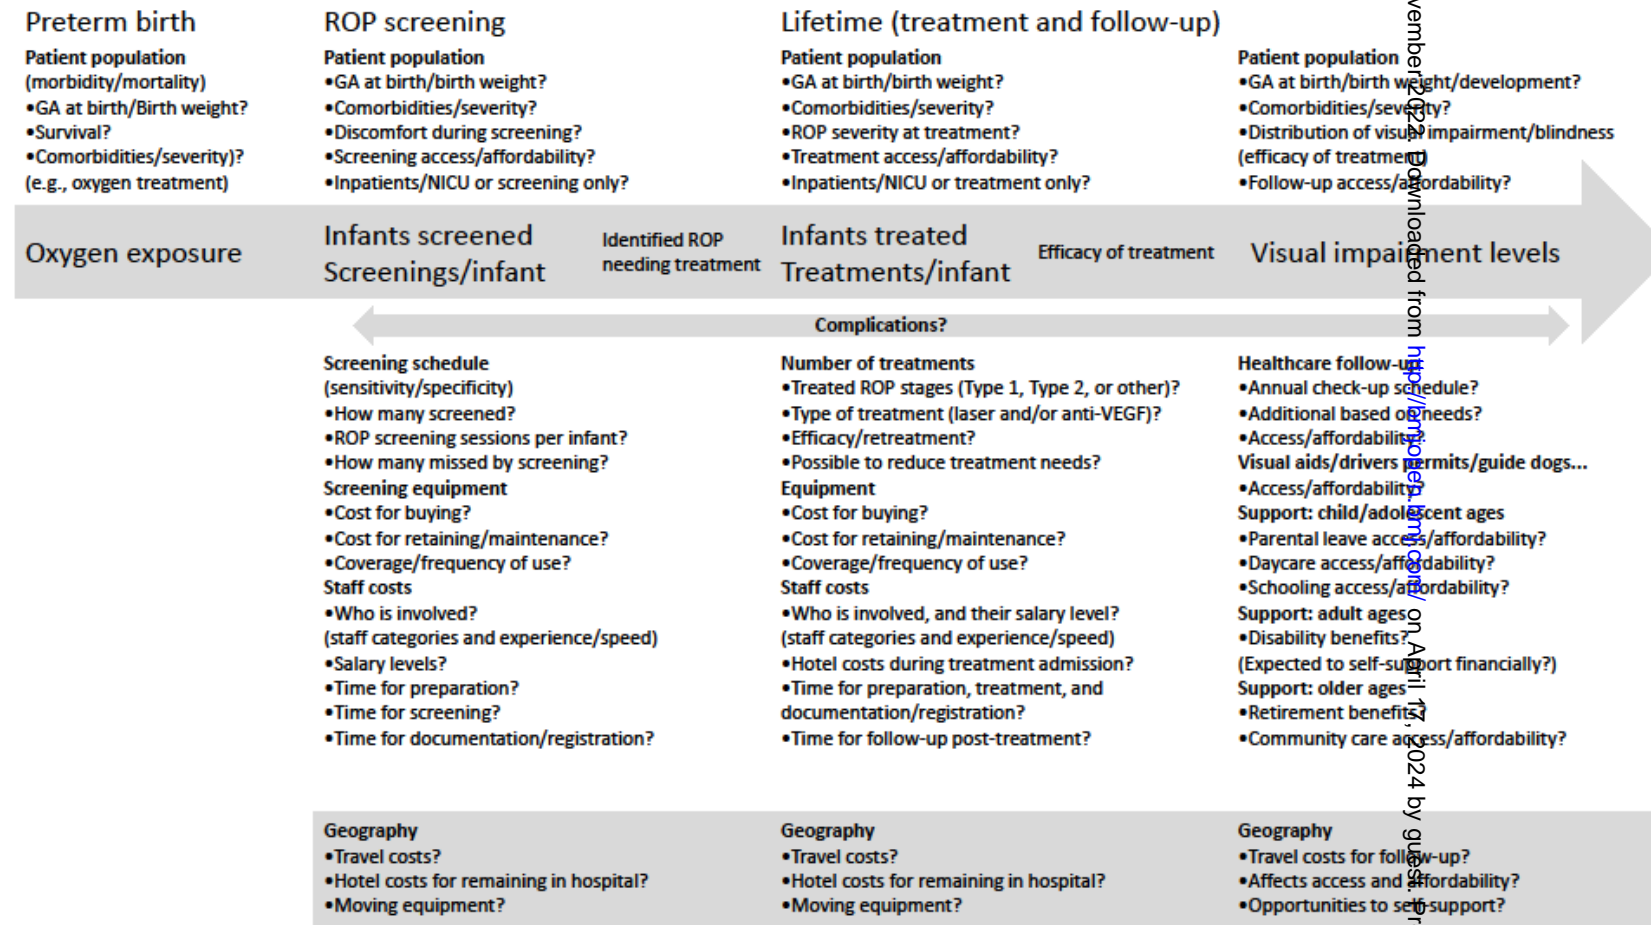 Preterm birth
Patient population
(morbidity/mortality)
•GA at birth/Birth weight?
•Survival?
•Comorbidities/severity)?
(e.g., oxygen treatment)
ROP screening
Patient population
•GA at birth/birth weight?
•Comorbidities/severity?
•Discomfort during screening?
•Screening access/affordability?
•Inpatients/NICU or screening only?
Lifetime (treatment and follow-up)
Patient population
•GA at birth/birth weight?
•Comorbidities/severity?
•ROP severity at treatment?
•Treatment access/affordability?
•Inpatients/NICU or treatment only?
Patient population
•GA at birth/birth weight/development?
•Comorbidities/severity?
•Distribution of visual impairment/blindness
(efficacy of treatment)
•Follow-up access/affordability?
Oxygen exposure
Infants screened
Screenings/infant
Identified ROP
needing treatment
Infants treated
Treatments/infant
Efficacy of treatment
Visual impairment levels
Complications?
Screening schedule
(sensitivity/specificity)
•How many screened?
•ROP screening sessions per infant?
•How many missed by screening?
Screening equipment
•Cost for buying?
•Cost for retaining/maintenance?
•Coverage/frequency of use?
Staff costs
•Who is involved?
(staff categories and experience/speed)
•Salary levels?
•Time for preparation?
•Time for screening?
•Time for documentation/registration?
Number of treatments
•Treated ROP stages (Type 1, Type 2, or other)?
•Type of treatment (laser and/or anti-VEGF)?
•Efficacy/retreatment?
•Possible to reduce treatment needs?
Equipment
•Cost for buying?
•Cost for retaining/maintenance?
•Coverage/frequency of use?
Staff costs
•Who is involved, and their salary level?
(staff categories and experience/speed)
•Hotel costs during treatment admission?
•Time for preparation, treatment, and
documentation/registration?
•Time for follow-up post-treatment?
Healthcare follow-up
•Annual check-up schedule?
•Additional based on needs?
•Access/affordability?
Visual aids/drivers permits/guide dogs...
•Access/affordability?
Support: child/adolescent ages
•Parental leave access/affordability?
•Daycare access/affordability?
•Schooling access/affordability?
Support: adult ages
•Disability benefits?
(Expected to self-support financially?)
Support: older ages
•Retirement benefits?
•Community care access/affordability?
Geography
•Travel costs?
•Hotel costs for remaining in hospital?
•Moving equipment?
Geography
•Travel costs?
•Hotel costs for remaining in hospital?
•Moving equipment?
Geography
•Travel costs for follow-up?
•Affects access and affordability?
•Opportunities to self-support?
vember 2022. Downloaded from http://bmjopen.bmj.com/ on April 17, 2024 by guest. Pr